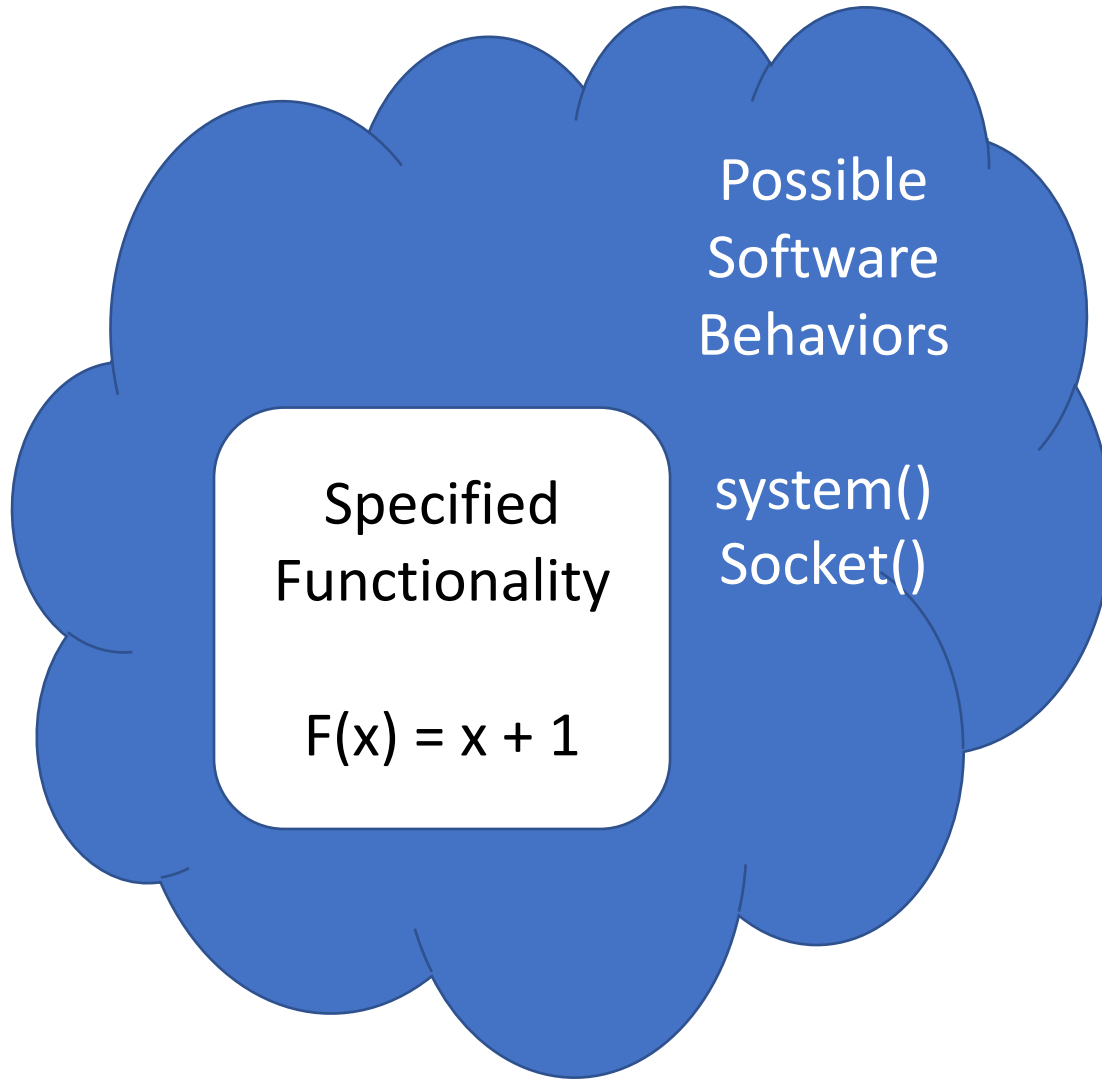 Possible
Software
Behaviors
system()
Socket()
Specified
Functionality
F(x) = x + 1